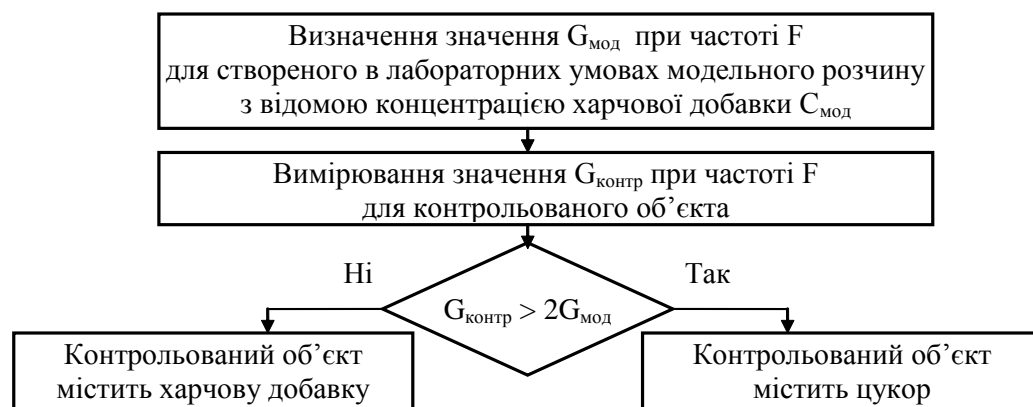 Визначення значення Gмод при частоті F
для створеного в лабораторних умовах модельного розчину
з відомою концентрацією харчової добавки Cмод
Вимірювання значення Gконтр при частоті F
для контрольованого об’єкта
Ні
Так
Gконтр > 2Gмод
Контрольований об’єкт
містить харчову добавку
Контрольований об’єкт
містить цукор